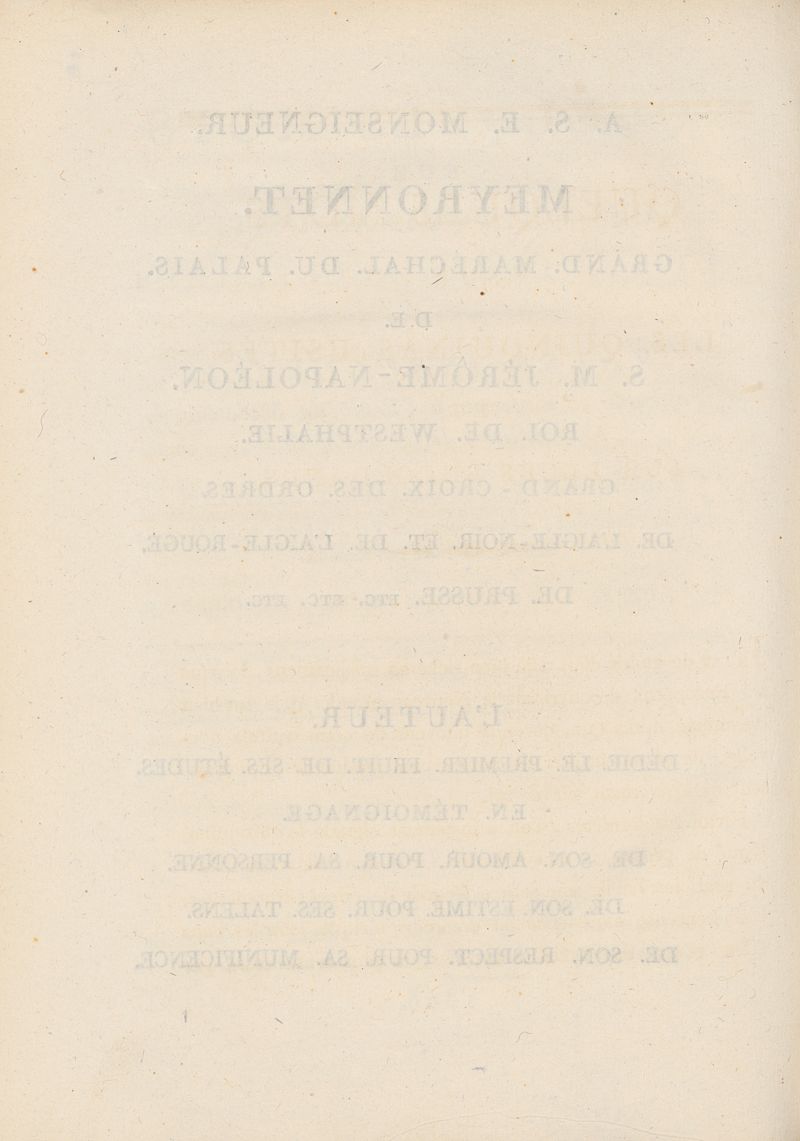 A. S. E. MONSEIGNEUR.
MEYRONNET.
GRAND. MARÉCHAL. DU. PALAIS.
DE.
S. M. JÉRÔME-NAPOLÉON.
ROI. DE. WESTPHALIE.
GRAND-CROIX. DES. ORDRES.
DE. L'AIGLE-NOIR. ET. DE. L'AIGLE-ROUGE.
DE. PRUSSE. ETC. ETC. ETC.
L'AUTEUR.
DÉDIE. LE. PREMIER. FRUIT. DE. SES. ÉTUDES.
EN. TÉMOIGNAGE.
DE. SON. AMOUR. POUR. SA. PERSONNE.
DE. SON. ESTIME. POUR. SES. TALENS.
DE. SON. RESPECT. POUR. SA. MUNIFICENCE.